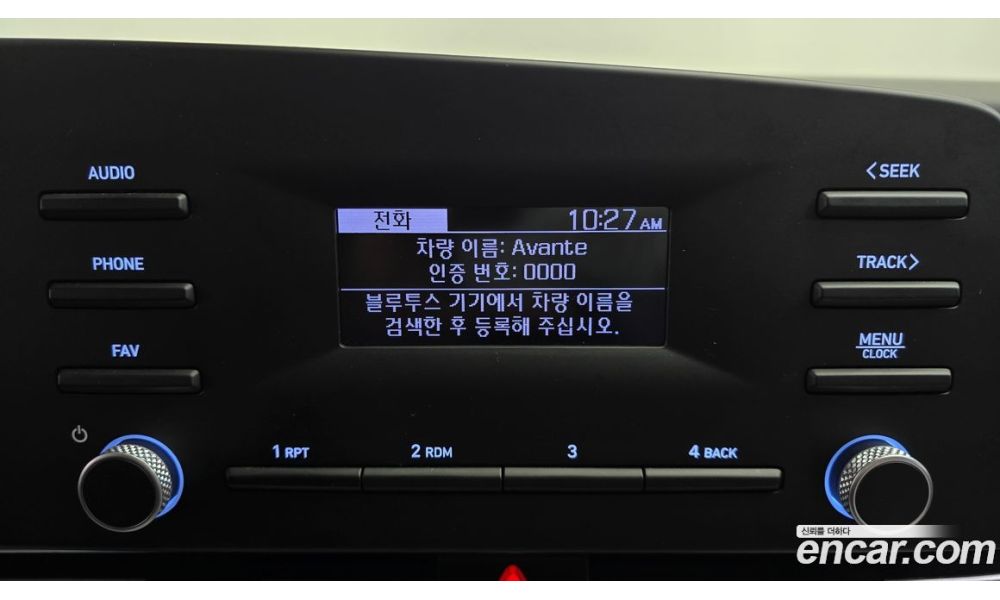 AUDIO
<SEEK
전화 10:27 AM
차량 이름: Avante
PHONE
인증 번호: 0000
TRACK>
블루투스 기기에서 차량 이름을
검색한 후 등록해 주십시오.
FAV
MENU
CLOCK
1 RPT 2 RDM 3 4 BACK
신뢰를 더하다
encar.com